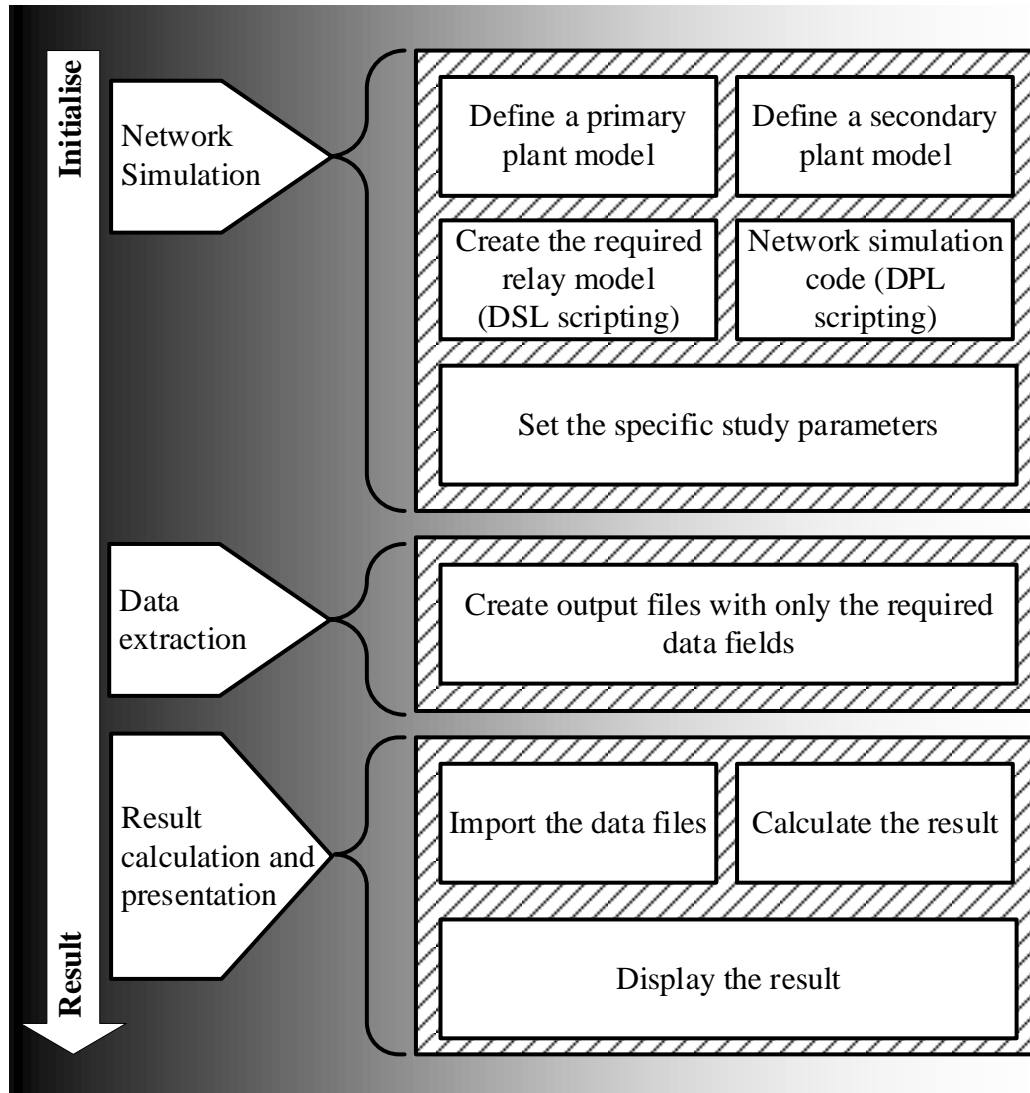 Initialise
Network
Simulation
Define a primary
plant model
Define a secondary
plant model
Create the required
relay model
(DSL scripting)
Network simulation
code (DPL
scripting)
Set the specific study parameters
Data
extraction
Create output files with only the required
data fields
Result
calculation and
presentation
Import the data files
Calculate the result
Display the result
Result